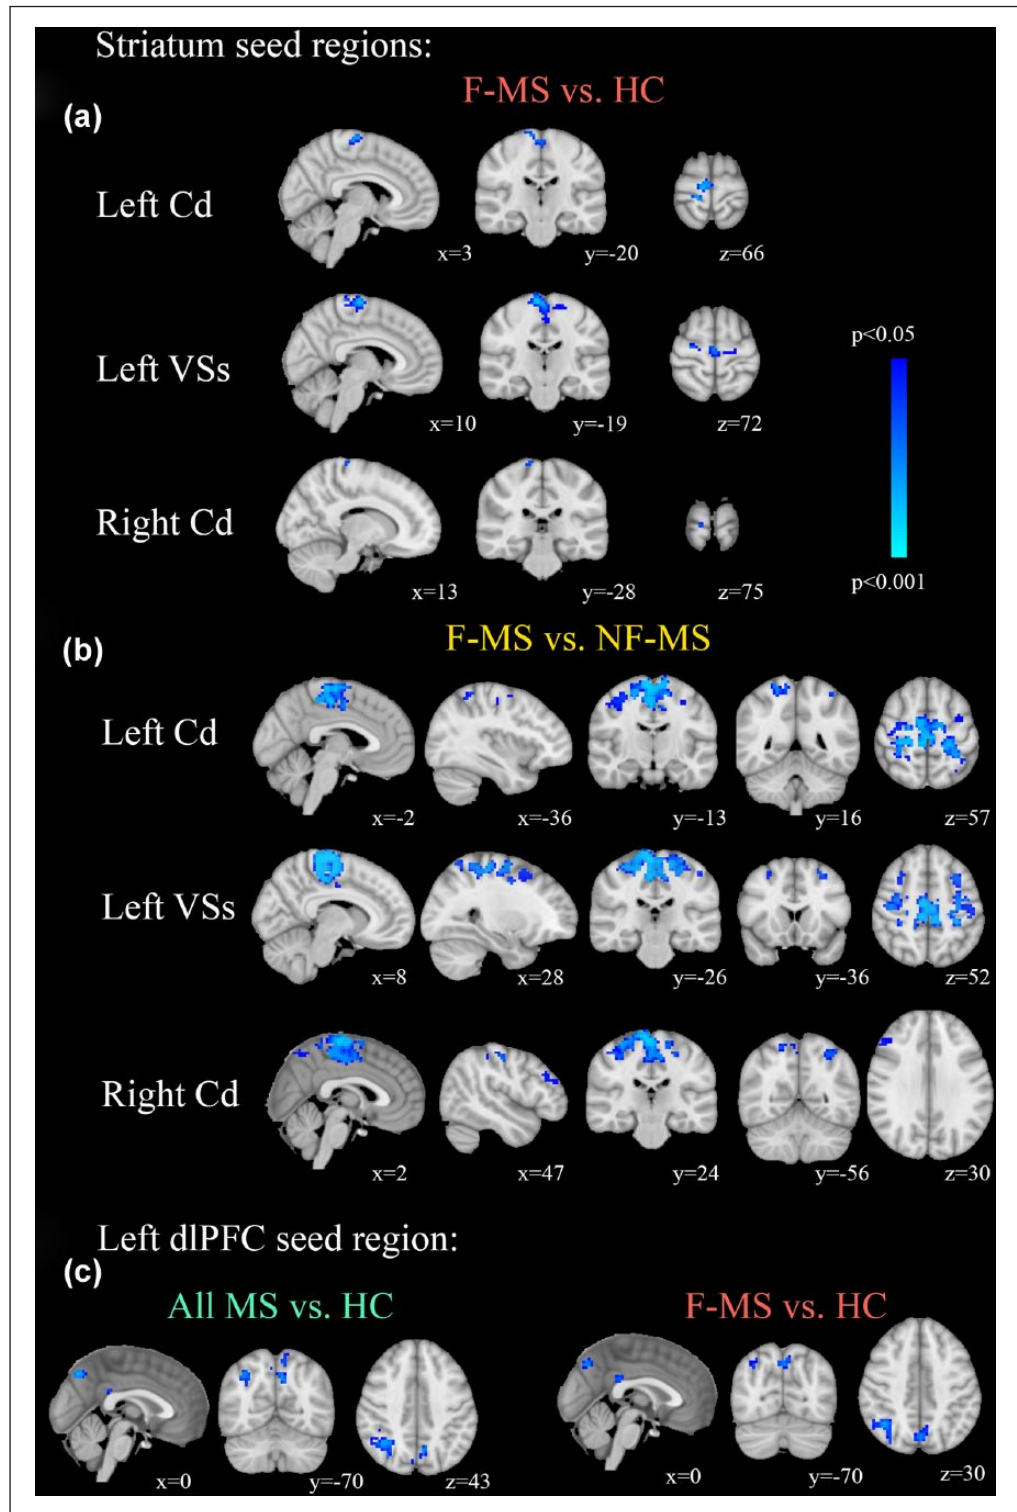 Striatum seed regions:
F-MS vs. HC
(a)
Left Cd
x=3
y=-20
z=66
Left VSs
x=10
y=-19
z=72
p<0.05
Right Cd
x=13
y=-28
z=75
p<0.001
F-MS vs. NF-MS
(b)
Left Cd
x=-2
x=-36
y=-13
y=16
z=57
Left VSs
x=8
x=28
y=-26
y=-36
z=52
Right Cd
x=2
x=47
y=24
y=-56
z=30
Left dlPFC seed region:
(c)
All MS vs. HC
F-MS vs. HC
x=0
y=-70
z=43
x=0
y=-70
z=30